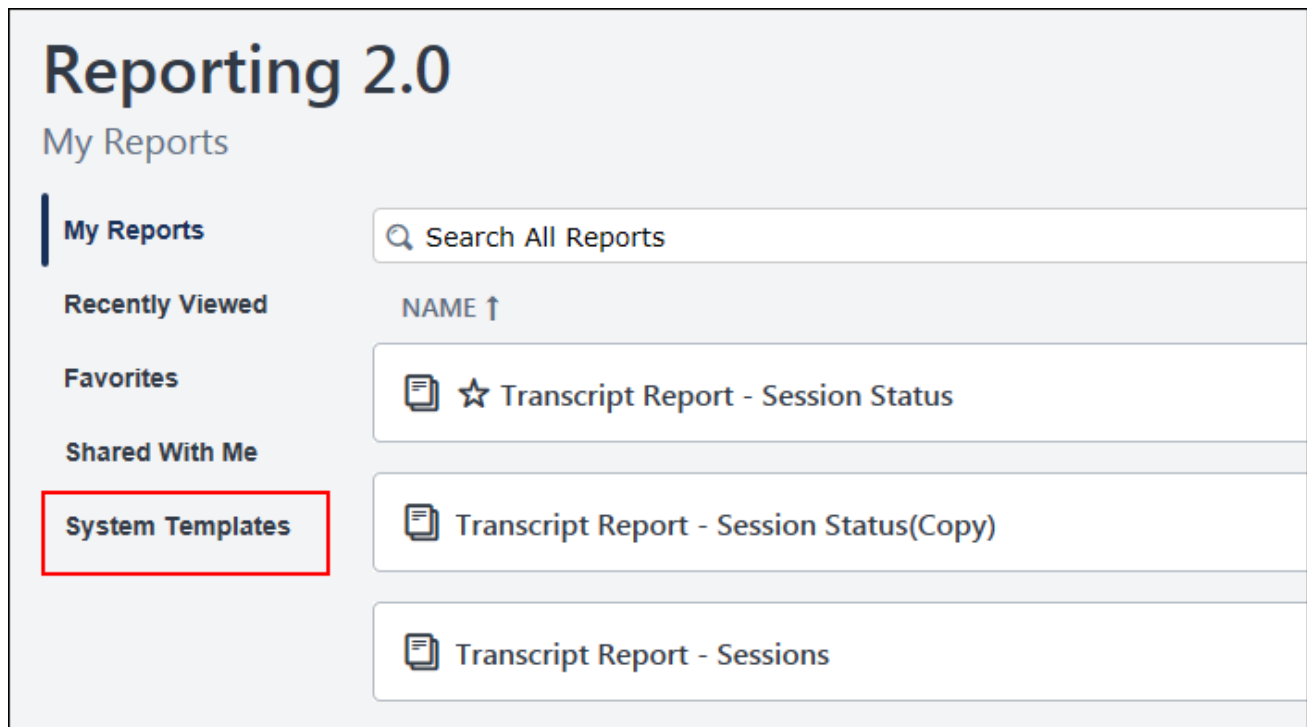 Reporting 2.0
My Reports
My Reports
Recently Viewed
Favorites
Shared With Me
System Templates
Search All Reports
NAME ↑
Transcript Report - Session Status
Transcript Report - Session Status(Copy)
Transcript Report - Sessions